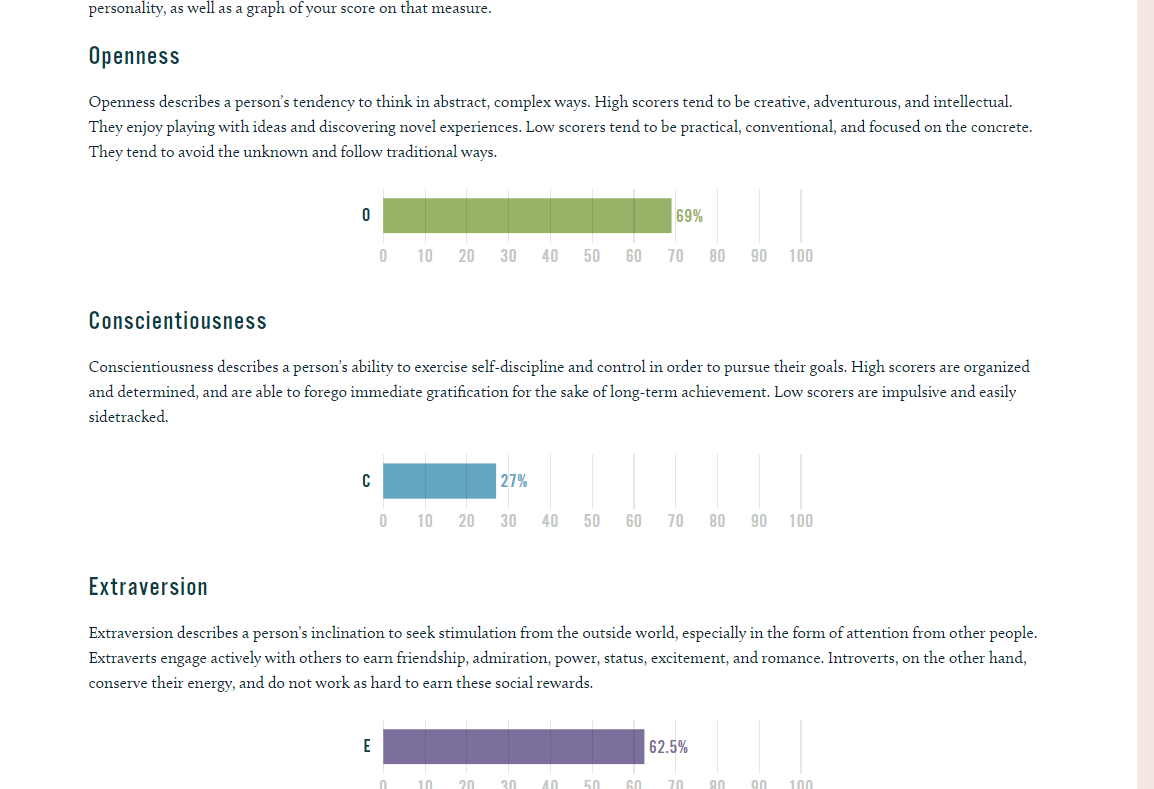 personality, as well as a graph of your score on that measure.
Openness
Openness describes a person’s tendency to think in abstract, complex ways. High scorers tend to be creative, adventurous, and intellectual.
They enjoy playing with ideas and discovering novel experiences. Low scorers tend to be practical, conventional, and focused on the concrete.
They tend to avoid the unknown and follow traditional ways.
O 69%
0 10 20 30 40 50 60 70 80 90 100
Conscientiousness
Conscientiousness describes a person’s ability to exercise self-discipline and control in order to pursue their goals. High scorers are organized
and determined, and are able to forego immediate gratification for the sake of long-term achievement. Low scorers are impulsive and easily
sidetracked.
C 27%
0 10 20 30 40 50 60 70 80 90 100
Extraversion
Extraversion describes a person’s inclination to seek stimulation from the outside world, especially in the form of attention from other people.
Extraverts engage actively with others to earn friendship, admiration, power, status, excitement, and romance. Introverts, on the other hand,
conserve their energy, and do not work as hard to earn these social rewards.
E 62.5%
0 10 20 30 40 50 60 70 80 90 100